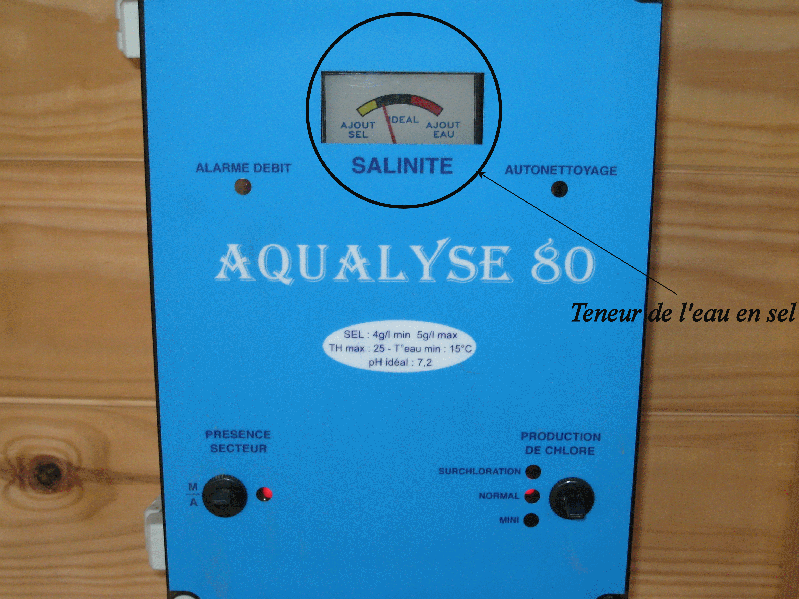 AJOUT SEL
IDEAL
AJOUT EAU
SALINITE
ALARME DEBIT
AUTONETTOYAGE
AQUALYSE 80
Teneur de l'eau en sel
SEL : 4g/l min 5g/l max
TH max : 25 - T°eau min : 15°C
pH idéal : 7,2
PRESENCE
SECTEUR
M
A
PRODUCTION
DE CHLORE
SURCHLORATION
NORMAL
MINI